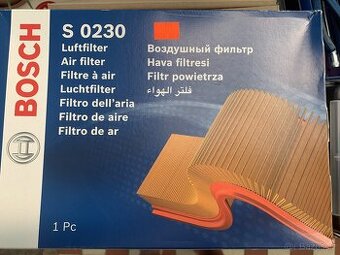 BOSCH
S 0230
Luftfilter
Air filter
Filtre à air
Luchtfilter
Filtro dell'aria
Filtro de aire
Filtro de ar
Воздушный фильтр
Hava filtresi
Filtr powietrza
فلتر الهواء
1 Pc